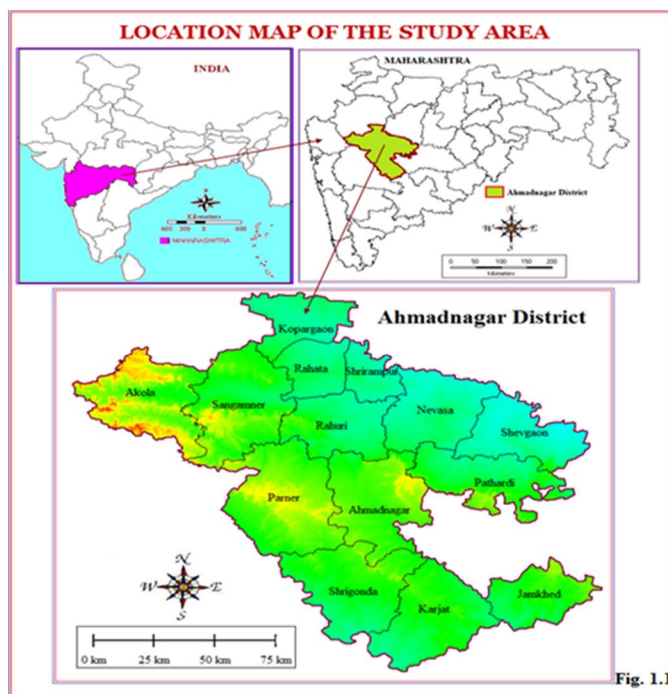 LOCATION MAP OF THE STUDY AREA
INDIA
N
Kilometers
600 300 0 600
MAHARASHTRA
MAHARASHTRA
Ahmadnagar District
N
W E
S
0 50 100 150 200
kilometers
Ahmadnagar District
Kopargaon
Rahata
Shrirampur
Akola
Sangamner
Nevasa
Rahuri
Shevgaon
Pathardi
Parner
Ahmadnagar
Shrigonda
Karjat
Jamkhed
N
W E
S
0 km 25 km 50 km 75 km
Fig. 1.1